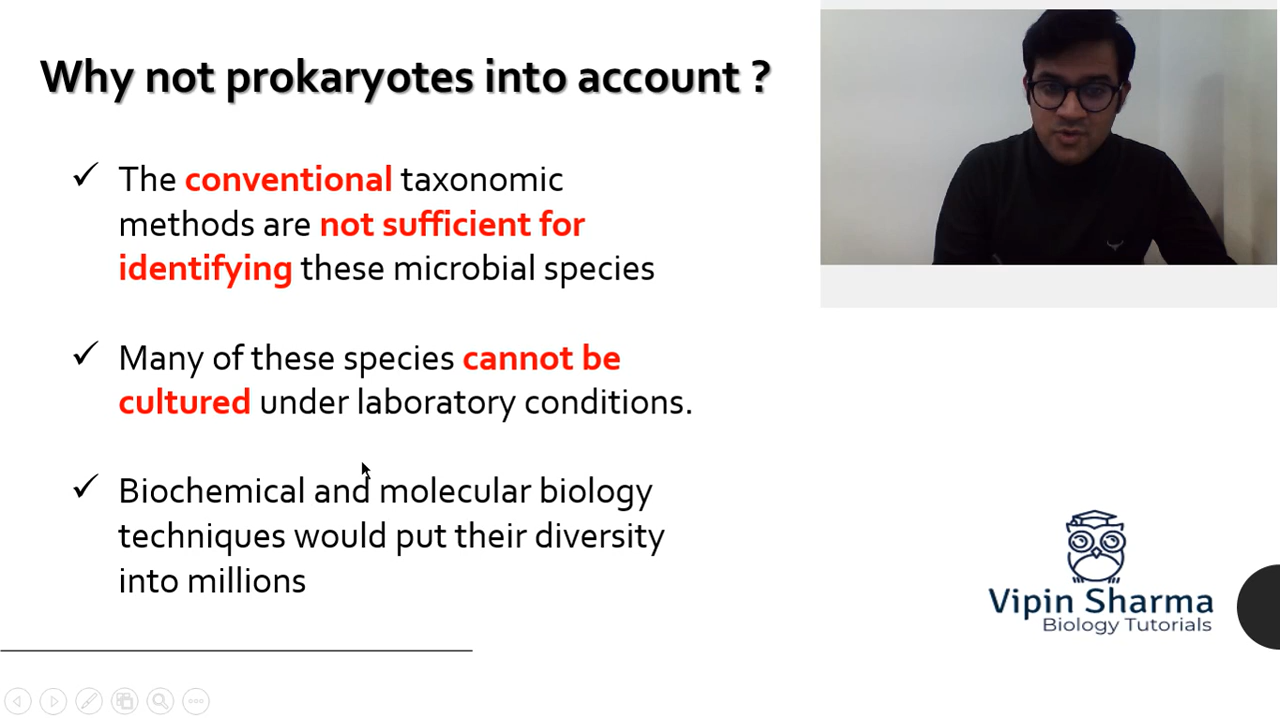 Why not prokaryotes into account ?
The conventional taxonomic
methods are not sufficient for
identifying these microbial species
Many of these species cannot be
cultured under laboratory conditions.
Biochemical and molecular biology
techniques would put their diversity
into millions
Vipin Sharma
Biology Tutorials